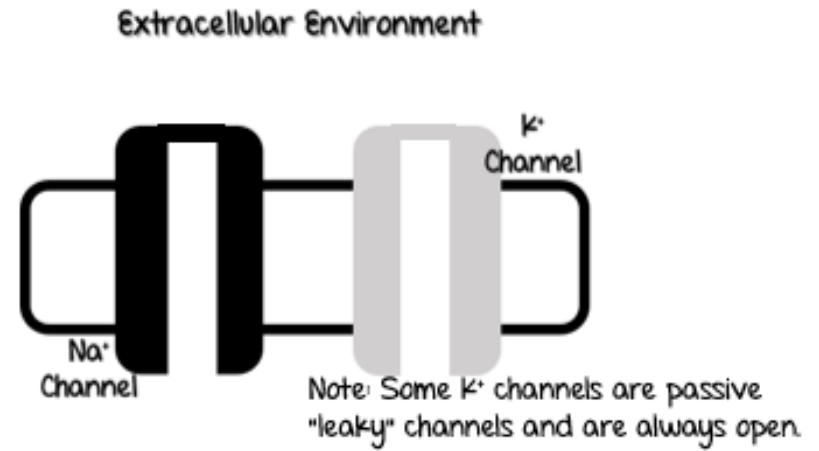 Extracellular Environment
K⁺
Channel
Na⁺
Channel
Note: Some K⁺ channels are passive
"leaky" channels and are always open.